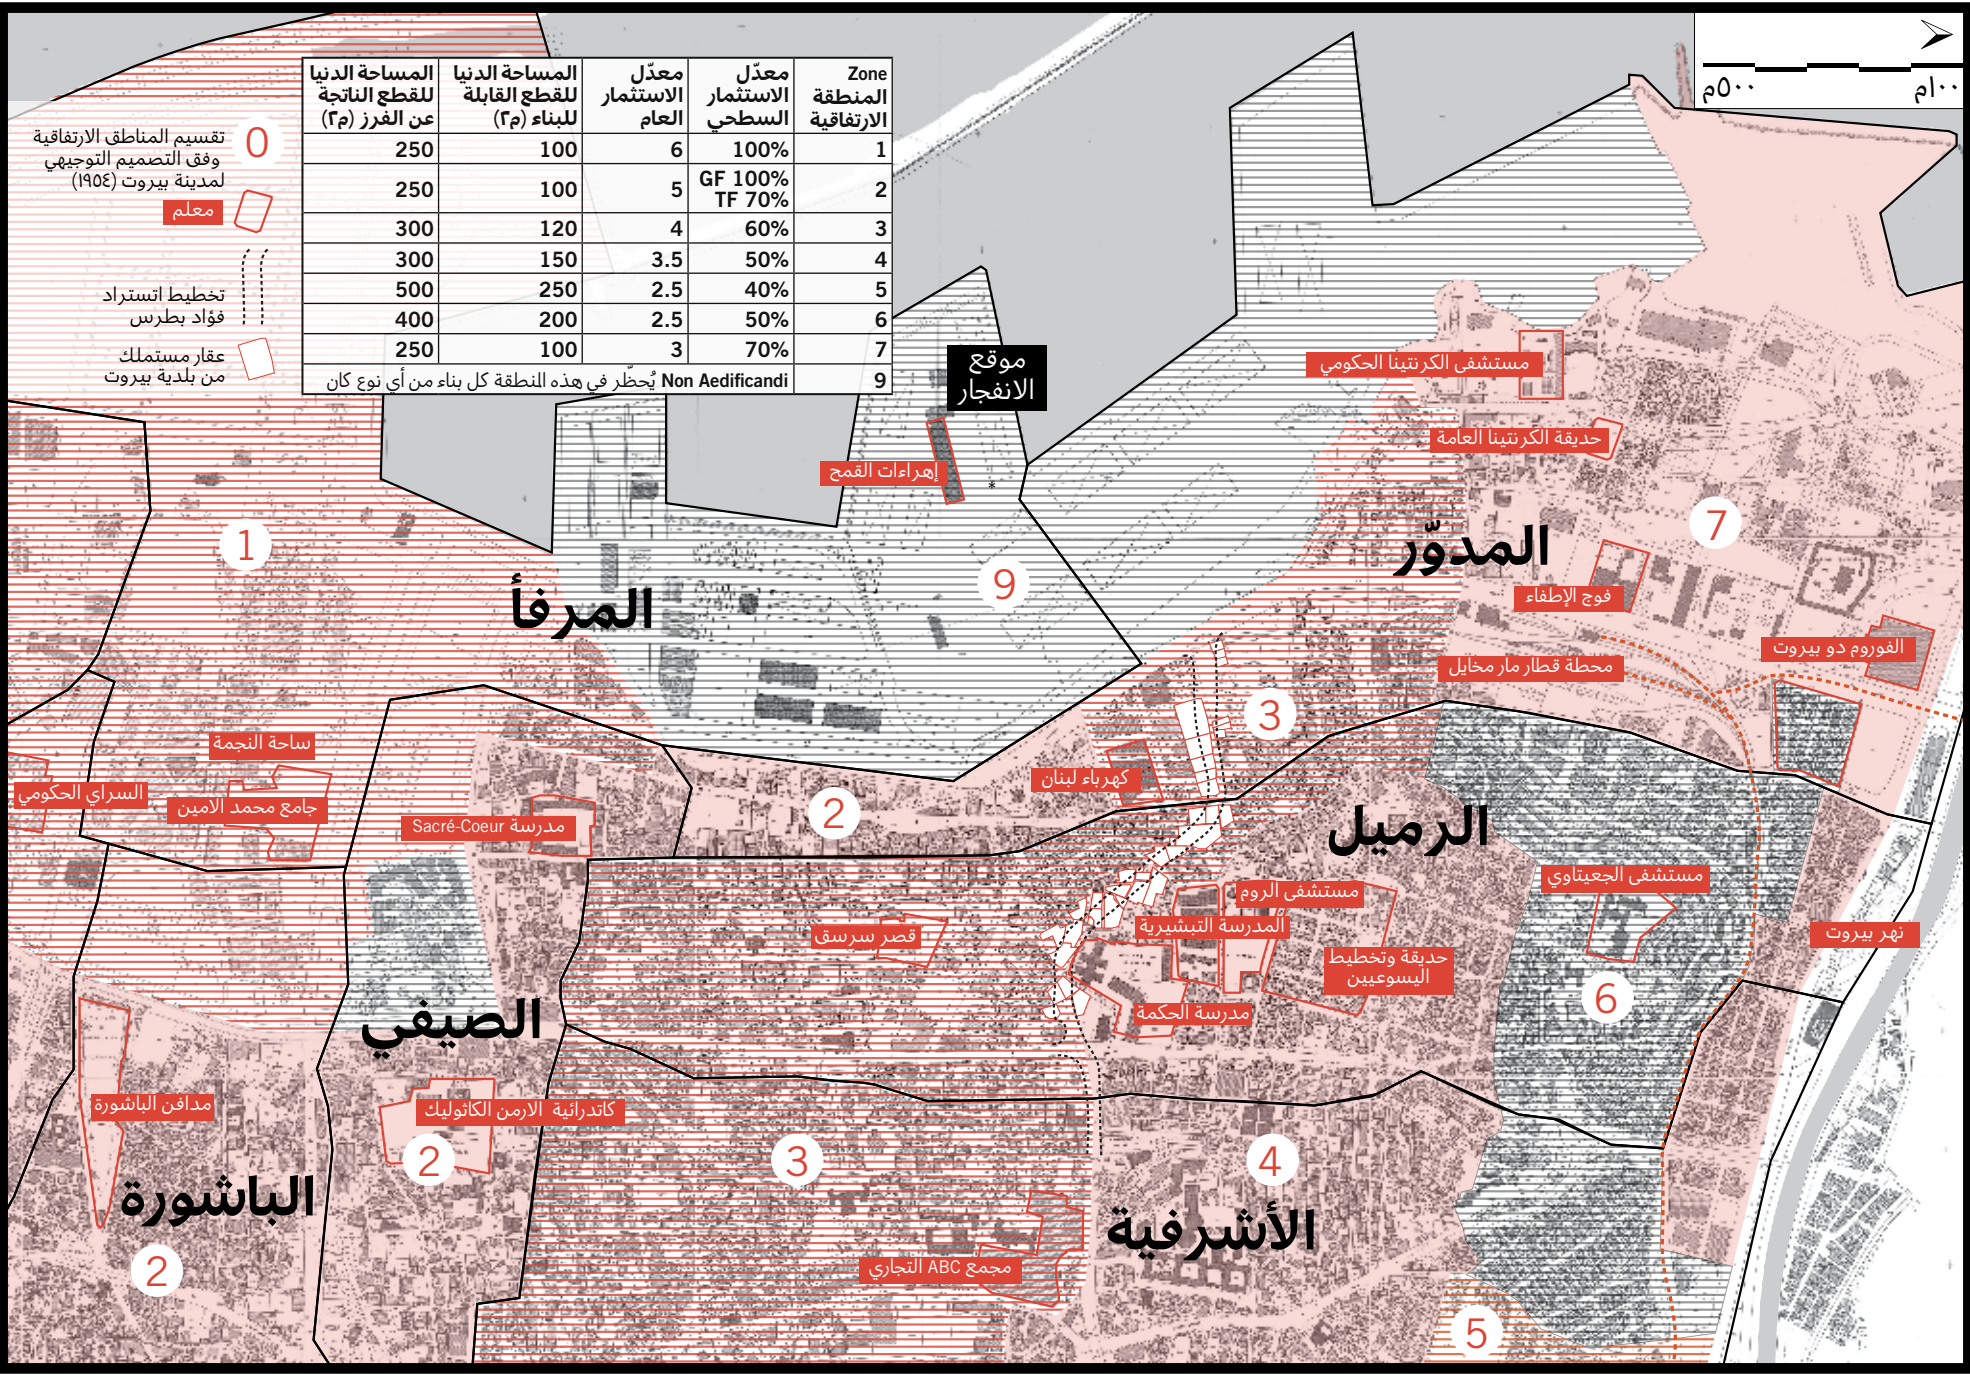 Zone المنطقة الارتفاقية | معدّل الاستثمار السطحي | معدّل الاستثمار العام | المساحة الدنيا للقطع القابلة للبناء (م٢) | المساحة الدنيا للقطع الناتجة عن الفرز (م٢)
1 | 100% | 6 | 100 | 250
2 | GF 100% TF 70% | 5 | 100 | 250
3 | 60% | 4 | 120 | 300
4 | 50% | 3.5 | 150 | 300
5 | 40% | 2.5 | 250 | 500
6 | 50% | 2.5 | 200 | 400
7 | 70% | 3 | 100 | 250
9 | Non Aedificandi يُحظّر في هذه المنطقة كل بناء من أي نوع كان
0
تقسيم المناطق الارتفاقية
وفق التصميم التوجيهي
لمدينة بيروت (١٩٥٤)
معلم
تخطيط اتستراد
فؤاد بطرس
عقار مستملك
من بلدية بيروت
١٠٠م
٥٠٠م
موقع
الانفجار
إهراءات القمح
*
مستشفى الكرنتينا الحكومي
حديقة الكرنتينا العامة
7
المدوّر
فوج الإطفاء
الفوروم دو بيروت
محطة قطار مار مخايل
1
9
المرفأ
3
ساحة النجمة
السراي الحكومي
جامع محمد الامين
مدرسة Sacré-Coeur
2
كهرباء لبنان
الرميل
مستشفى الجعيتاوي
مستشفى الروم
المدرسة التبشيرية
قصر سرسق
نهر بيروت
حديقة وتخطيط
اليسوعيين
مدرسة الحكمة
6
الصيفي
مدافن الباشورة
كاتدرائية الارمن الكاثوليك
2
3
4
الباشورة
الأشرفية
2
مجمع ABC التجاري
5